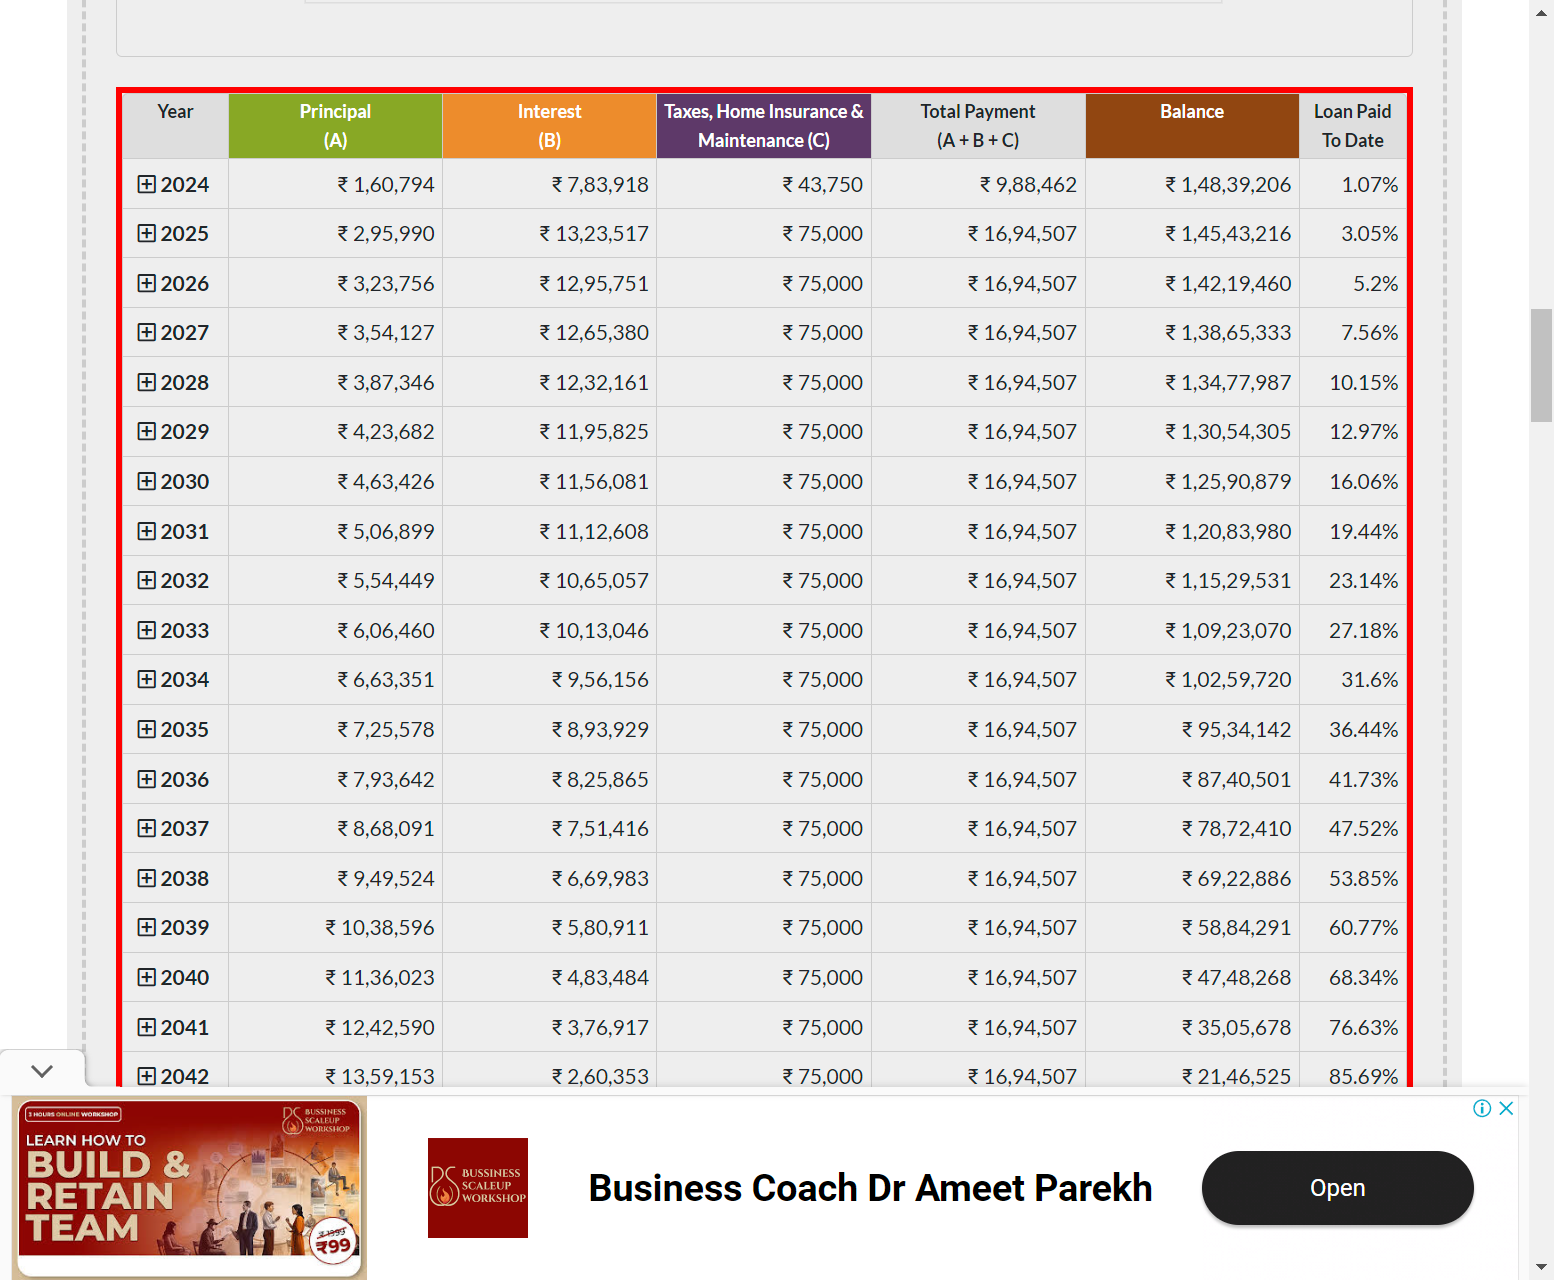 Year Principal (A) Interest (B) Taxes, Home Insurance & Maintenance (C) Total Payment (A + B + C) Balance Loan Paid To Date
2024 ₹ 1,60,794 ₹ 7,83,918 ₹ 43,750 ₹ 9,88,462 ₹ 1,48,39,206 1.07%
2025 ₹ 2,95,990 ₹ 13,23,517 ₹ 75,000 ₹ 16,94,507 ₹ 1,45,43,216 3.05%
2026 ₹ 3,23,756 ₹ 12,95,751 ₹ 75,000 ₹ 16,94,507 ₹ 1,42,19,460 5.2%
2027 ₹ 3,54,127 ₹ 12,65,380 ₹ 75,000 ₹ 16,94,507 ₹ 1,38,65,333 7.56%
2028 ₹ 3,87,346 ₹ 12,32,161 ₹ 75,000 ₹ 16,94,507 ₹ 1,34,77,987 10.15%
2029 ₹ 4,23,682 ₹ 11,95,825 ₹ 75,000 ₹ 16,94,507 ₹ 1,30,54,305 12.97%
2030 ₹ 4,63,426 ₹ 11,56,081 ₹ 75,000 ₹ 16,94,507 ₹ 1,25,90,879 16.06%
2031 ₹ 5,06,899 ₹ 11,12,608 ₹ 75,000 ₹ 16,94,507 ₹ 1,20,83,980 19.44%
2032 ₹ 5,54,449 ₹ 10,65,057 ₹ 75,000 ₹ 16,94,507 ₹ 1,15,29,531 23.14%
2033 ₹ 6,06,460 ₹ 10,13,046 ₹ 75,000 ₹ 16,94,507 ₹ 1,09,23,070 27.18%
2034 ₹ 6,63,351 ₹ 9,56,156 ₹ 75,000 ₹ 16,94,507 ₹ 1,02,59,720 31.6%
2035 ₹ 7,25,578 ₹ 8,93,929 ₹ 75,000 ₹ 16,94,507 ₹ 95,34,142 36.44%
2036 ₹ 7,93,642 ₹ 8,25,865 ₹ 75,000 ₹ 16,94,507 ₹ 87,40,501 41.73%
2037 ₹ 8,68,091 ₹ 7,51,416 ₹ 75,000 ₹ 16,94,507 ₹ 78,72,410 47.52%
2038 ₹ 9,49,524 ₹ 6,69,983 ₹ 75,000 ₹ 16,94,507 ₹ 69,22,886 53.85%
2039 ₹ 10,38,596 ₹ 5,80,911 ₹ 75,000 ₹ 16,94,507 ₹ 58,84,291 60.77%
2040 ₹ 11,36,023 ₹ 4,83,484 ₹ 75,000 ₹ 16,94,507 ₹ 47,48,268 68.34%
2041 ₹ 12,42,590 ₹ 3,76,917 ₹ 75,000 ₹ 16,94,507 ₹ 35,05,678 76.63%
2042 ₹ 13,59,153 ₹ 2,60,353 ₹ 75,000 ₹ 16,94,507 ₹ 21,46,525 85.69%
3 HOURS ONLINE WORKSHOP
BUSSINESS
SCALEUP
WORKSHOP
LEARN HOW TO
BUILD &
RETAIN
TEAM
₹ 1399
₹99
BUSSINESS
SCALEUP
WORKSHOP
Business Coach Dr Ameet Parekh
Open